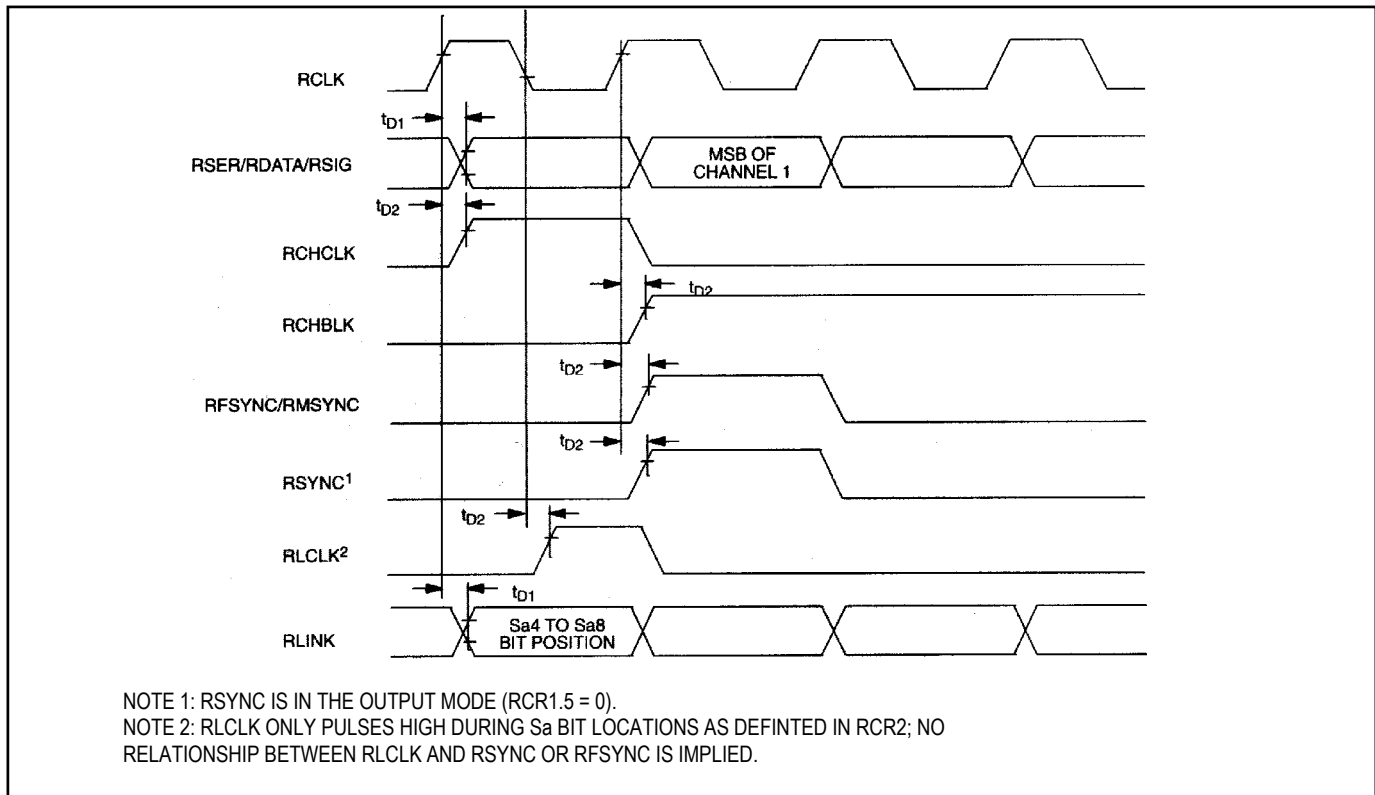 RCLK
tD1
RSER/RDATA/RSIG
MSB OF
CHANNEL 1
tD2
RCHCLK
tD2
RCHBLK
tD2
RFSYNC/RMSYNC
tD2
RSYNC1
tD2
RLCLK2
tD1
RLINK
Sa4 TO Sa8
BIT POSITION
NOTE 1: RSYNC IS IN THE OUTPUT MODE (RCR1.5 = 0).
NOTE 2: RLCLK ONLY PULSES HIGH DURING Sa BIT LOCATIONS AS DEFINTED IN RCR2; NO
RELATIONSHIP BETWEEN RLCLK AND RSYNC OR RFSYNC IS IMPLIED.